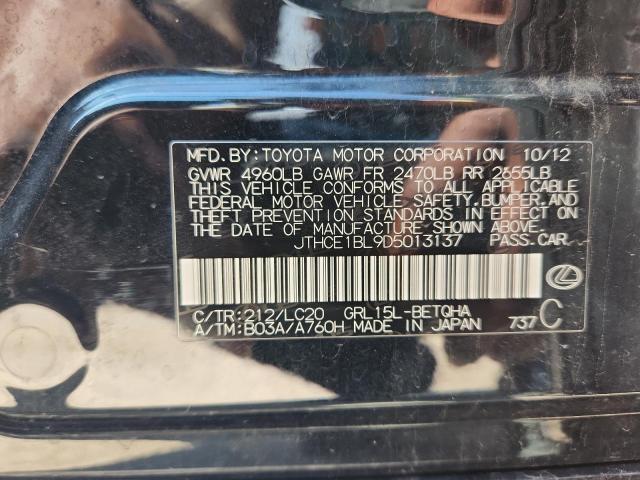 MFD.BY:TOYOTA MOTOR CORPORATION 10/12
GVWR 4960LB GAWR FR 2470LB RR 2655LB
THIS VEHICLE CONFORMS TO ALL APPLICABLE
FEDERAL MOTOR VEHICLE SAFETY,BUMPER,AND
THEFT PREVENTION STANDARDS IN EFFECT ON
THE DATE OF MANUFACTURE SHOWN ABOVE.
JTHCE1BL9D5013137 PASS.CAR
C/TR:212/LC20 GRL15L-BETQHA
A/TM:B03A/A760H MADE IN JAPAN 737 C